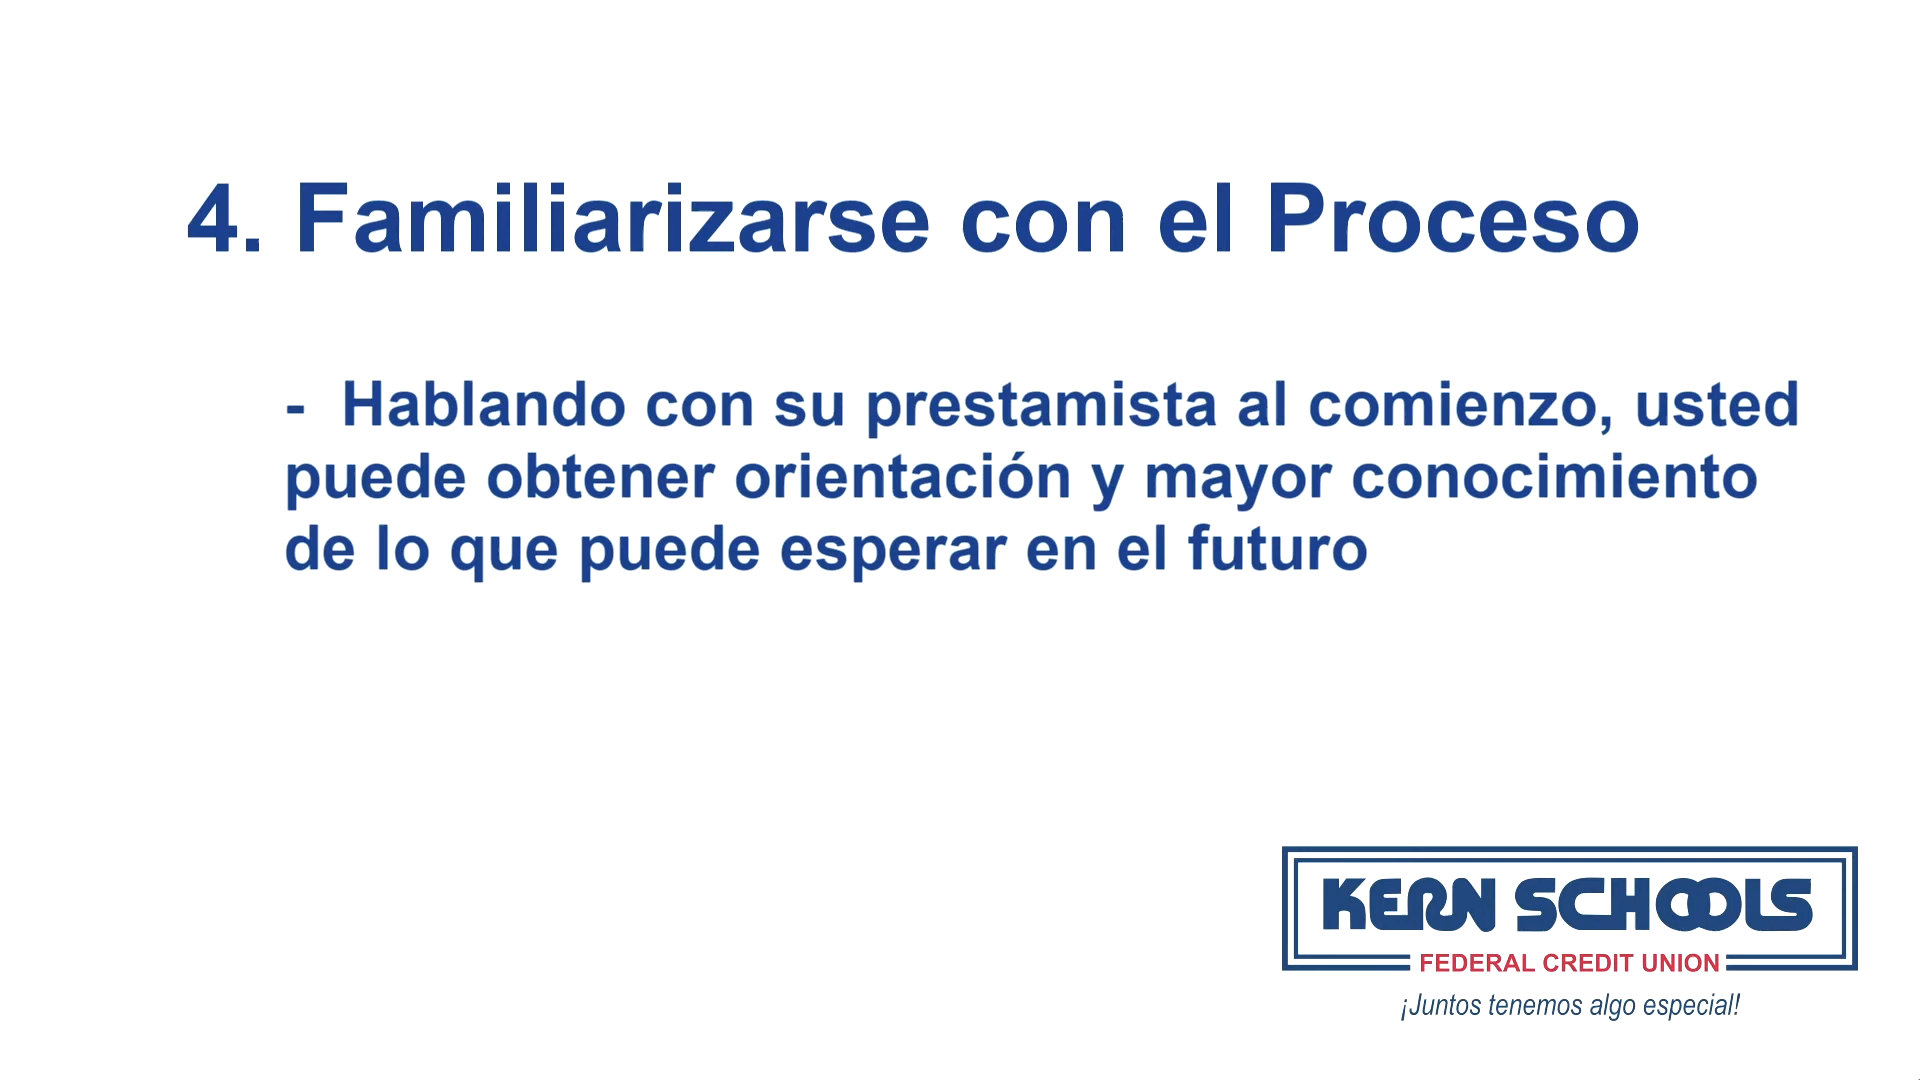 4. Familiarizarse con el Proceso
- Hablando con su prestamista al comienzo, usted
puede obtener orientación y mayor conocimiento
de lo que puede esperar en el futuro
KERN SCHOOLS
FEDERAL CREDIT UNION
¡Juntos tenemos algo especial!